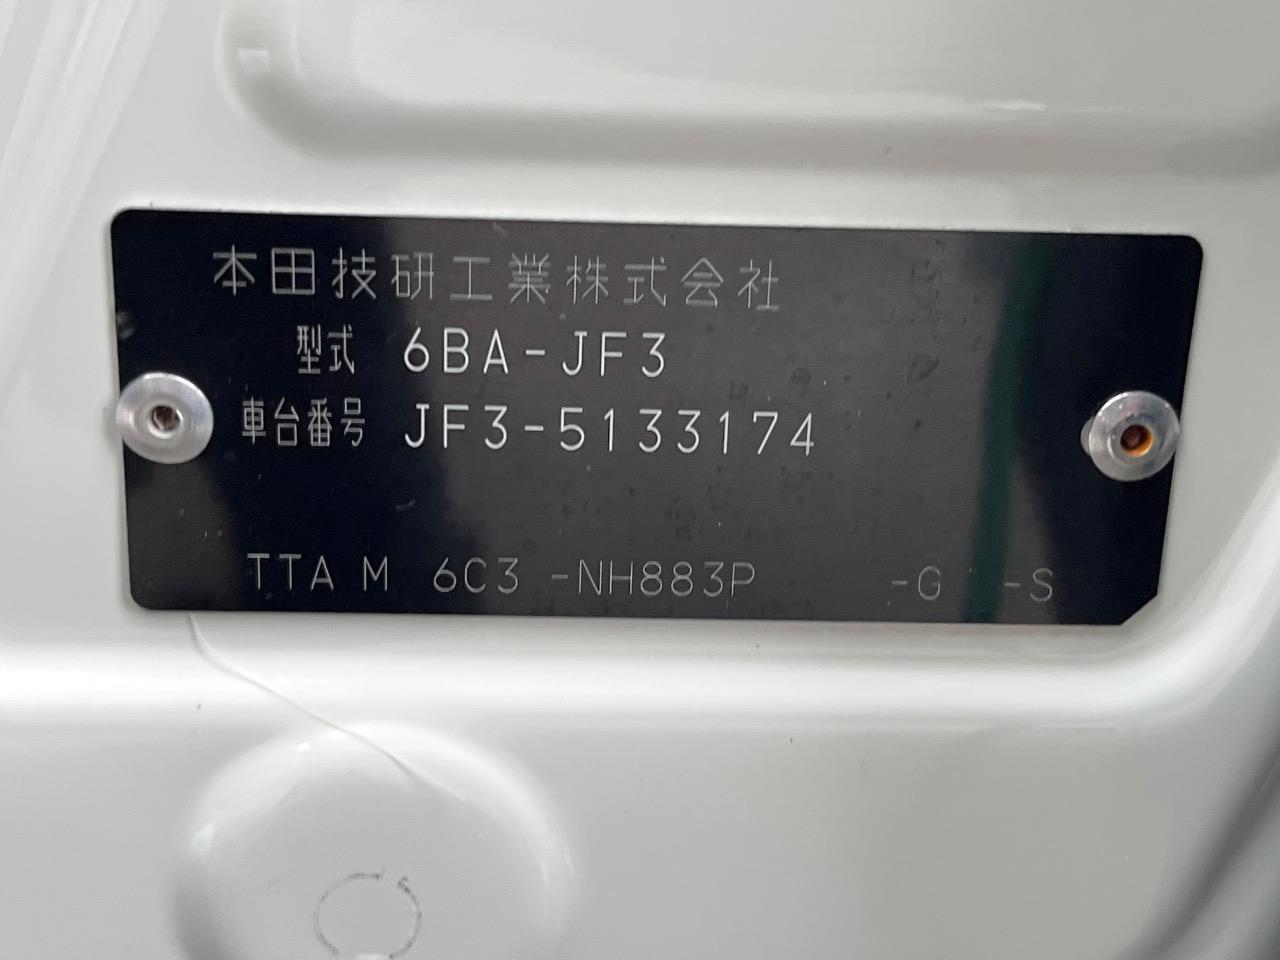 本田技研工業株式会社
型式 6BA-JF3
車台番号 JF3-5133174
TTA M 6C3 -NH883P -G -S